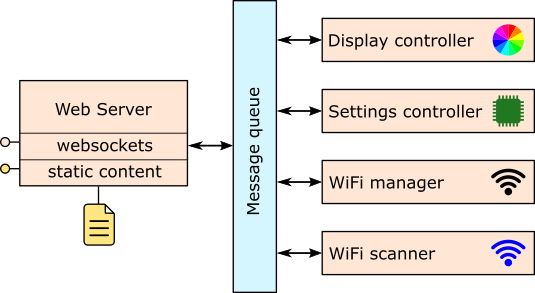 Web Server
websockets
static content
Message queue
Display controller
Settings controller
WiFi manager
WiFi scanner